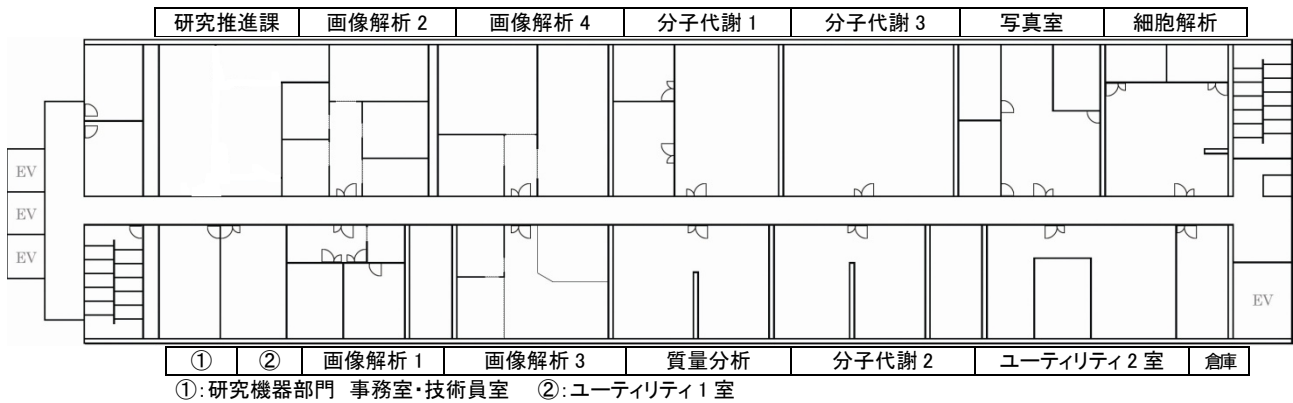 研究推進課 画像解析 2 画像解析 4 分子代謝 1 分子代謝 3 写真室 細胞解析
EV
EV
EV
EV
① ② 画像解析 1 画像解析 3 質量分析 分子代謝 2 ユーティリティ 2 室 倉庫
①:研究機器部門 事務室・技術員室 ②:ユーティリティ 1 室